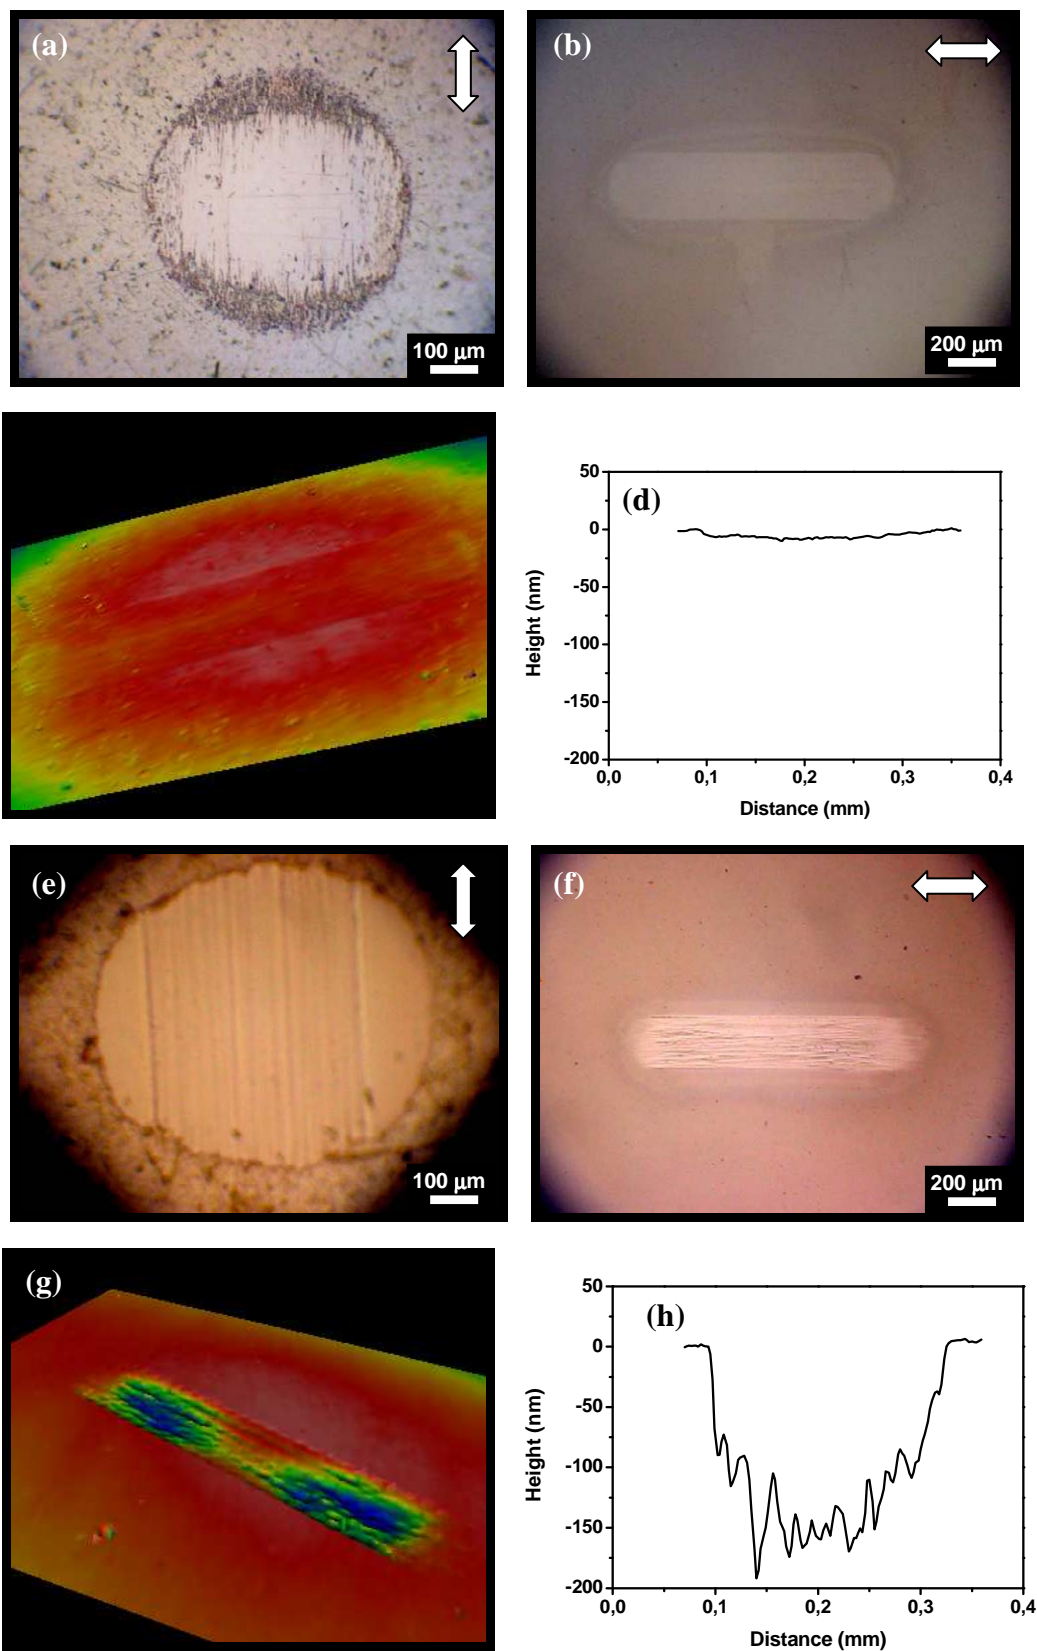 (a)
100 µm
(b)
200 µm
50
0
-50
-100
-150
-200
Height (nm)
(d)
0,0 0,1 0,2 0,3 0,4
Distance (mm)
(e)
100 µm
(f)
200 µm
(g)
50
0
-50
-100
-150
-200
Height (nm)
(h)
0,0 0,1 0,2 0,3 0,4
Distance (mm)